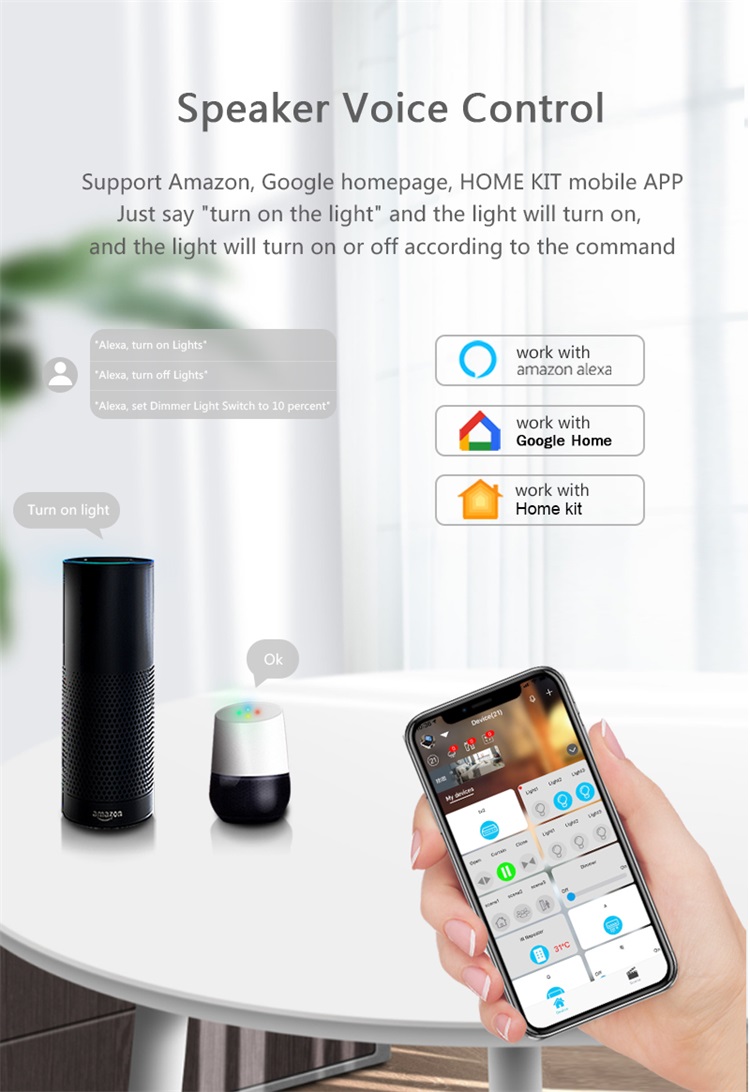 Speaker Voice Control
Support Amazon, Google homepage, HOME KIT mobile APP
Just say "turn on the light" and the light will turn on,
and the light will turn on or off according to the command
"Alexa, turn on Lights"
"Alexa, turn off Lights"
"Alexa, set Dimmer Light Switch to 10 percent"
work with
amazon alexa
work with
Google Home
work with
Home kit
Turn on light
Ok
amazon
Device(21)
21
My devices
Light1 Light2 Light3
Open Curtain Close
Light1 Light2 Light3
scene1 scene2 scene3
Dimmer
Off
IR Repeater
31°C
Off